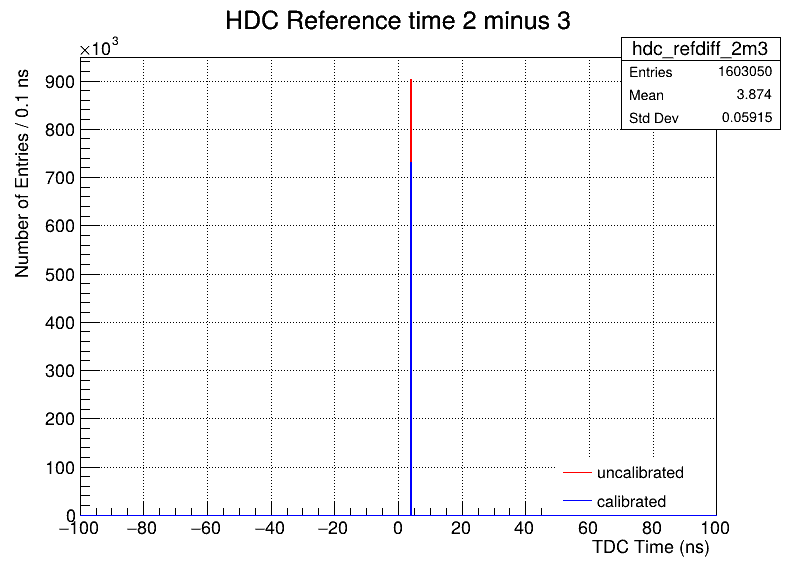 HDC Reference time 2 minus 3
×10³
hdc_refdiff_2m3
Entries 1603050
Mean 3.874
Std Dev 0.05915
Number of Entries / 0.1 ns
900
800
700
600
500
400
300
200
100
0
uncalibrated
calibrated
−100 −80 −60 −40 −20 0 20 40 60 80 100
TDC Time (ns)